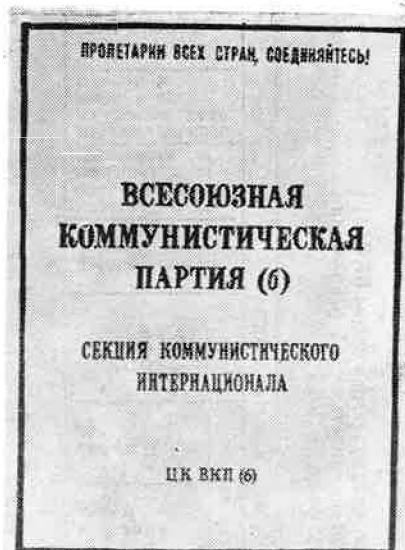 ПРОЛЕТАРИИ ВСЕХ СТРАН, СОЕДИНЯЙТЕСЬ!
ВСЕСОЮЗНАЯ
КОММУНИСТИЧЕСКАЯ
ПАРТИЯ (б)
СЕКЦИЯ КОММУНИСТИЧЕСКОГО
ИНТЕРНАЦИОНАЛА
ЦК ВКП (б)